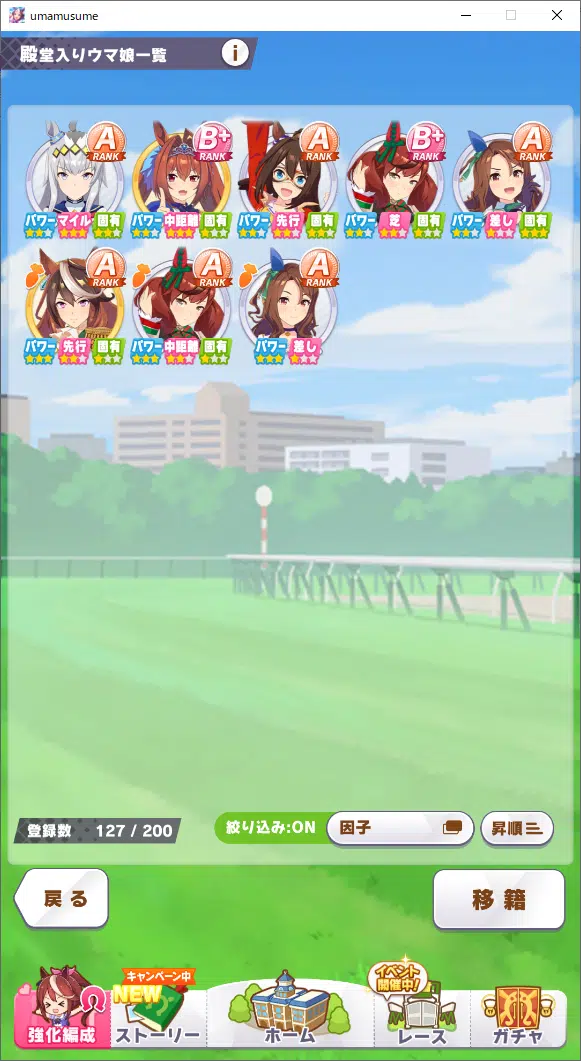 umamusume
殿堂入りウマ娘一覧 i
A RANK B+ RANK A RANK B+ RANK A RANK
パワー マイル 固有 パワー 中距離 固有 パワー 先行 固有 パワー 芝 固有 パワー 差し 固有
★★★ ★★★ ★★★ ★★★ ★★★ ★★★ ★★★ ★★★ ★★★ ★★★ ★★★ ★★★ ★★★ ★★★ ★★★
A RANK A RANK A RANK
パワー 先行 固有 パワー 中距離 固有 パワー 差し
★★★ ★★★ ★★★ ★★★ ★★★ ★★★ ★★★ ★★★
登録数 127 / 200 絞り込み:ON 因子 昇順
戻る 移籍
キャンペーン中 イベント
NEW 開催中!
強化編成 ストーリー ホーム レース ガチャ